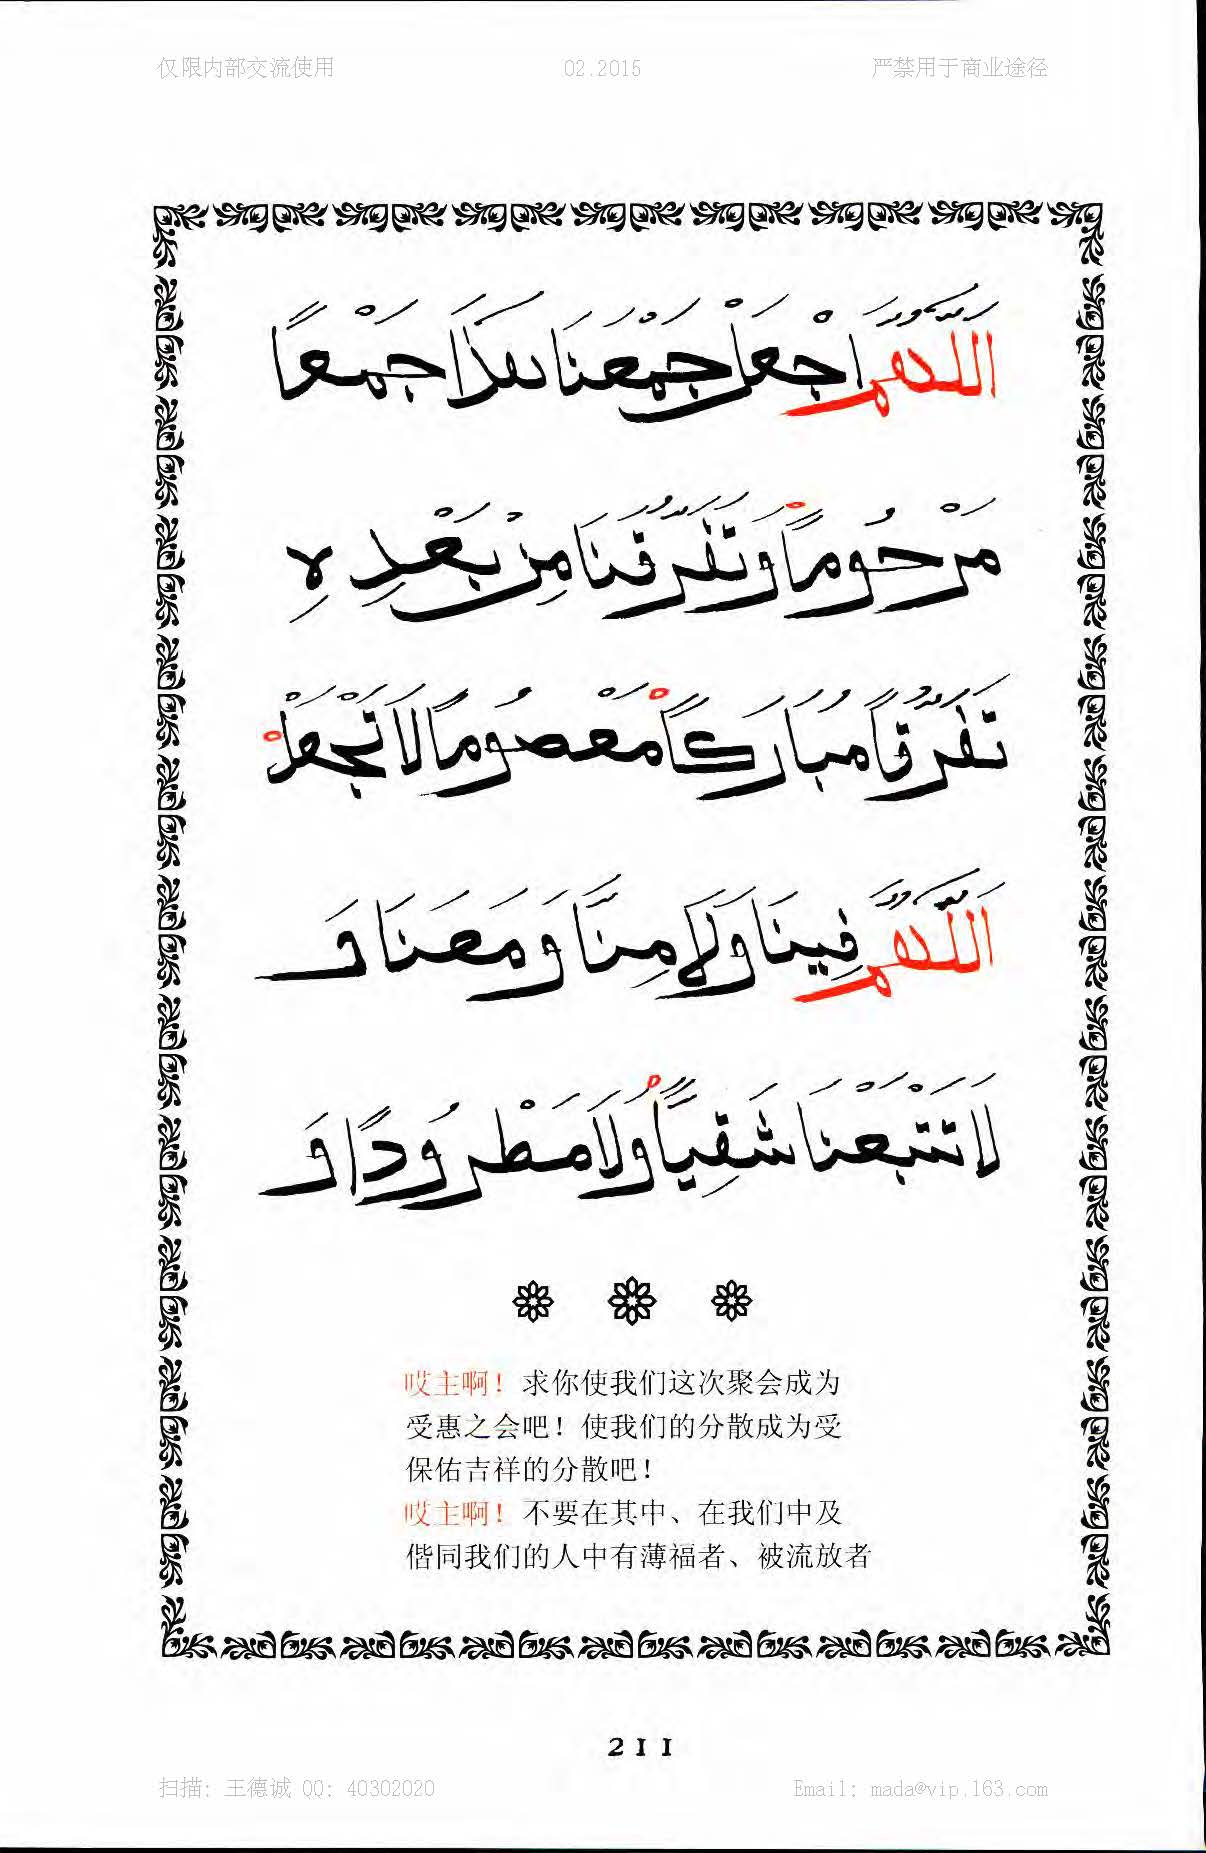 仅限内部交流使用 02.2015 严禁用于商业途径
اَللّٰهُمَّ اجْعَلْ جَمْعَنَا هٰذَا جَمْعًا
مَرْحُومًا وَتَفَرُّقَنَا مِنْ بَعْدِهِ
تَفَرُّقًا مُبَارَكًا مَعْصُومًا لَا تَجْعَلْ
اَللّٰهُمَّ فِينَا وَلَا مِنَّا وَمَعَنَا وَ
لَا تَتْبَعْنَا شَقِيًّا وَلَا مَطْرُودًا وَ
哎主啊！求你使我们这次聚会成为
受惠之会吧！使我们的分散成为受
保佑吉祥的分散吧！
哎主啊！不要在其中、在我们中及
偕同我们的人中有薄福者、被流放者
211
扫描：王德诚 QQ：40302020 Email：mada@vip.163.com